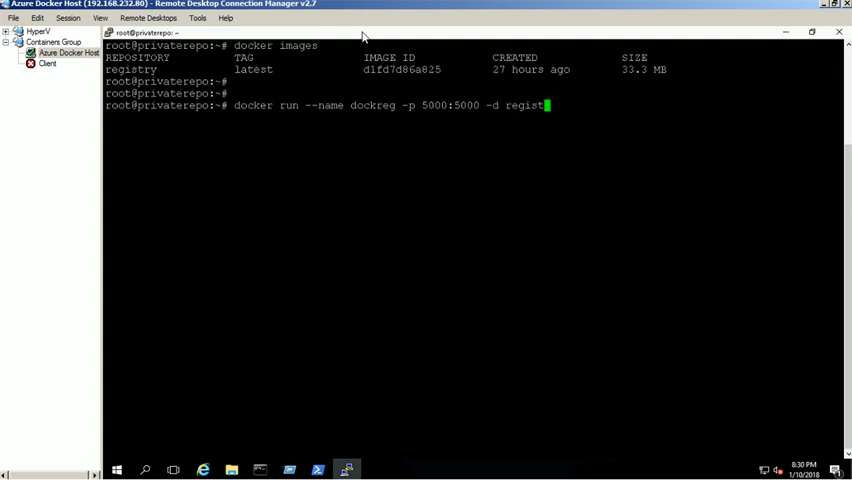 Azure Docker Host (192.168.232.80) - Remote Desktop Connection Manager v2.7
File Edit Session View Remote Desktops Tools Help
HyperV
Containers Group
Azure Docker Host
Client
root@privaterepo: ~
root@privaterepo:~# docker images
REPOSITORY TAG IMAGE ID CREATED SIZE
registry latest d1fd7d86a825 27 hours ago 33.3 MB
root@privaterepo:~#
root@privaterepo:~#
root@privaterepo:~# docker run --name dockreg -p 5000:5000 -d regist
8:30 PM
1/10/2018